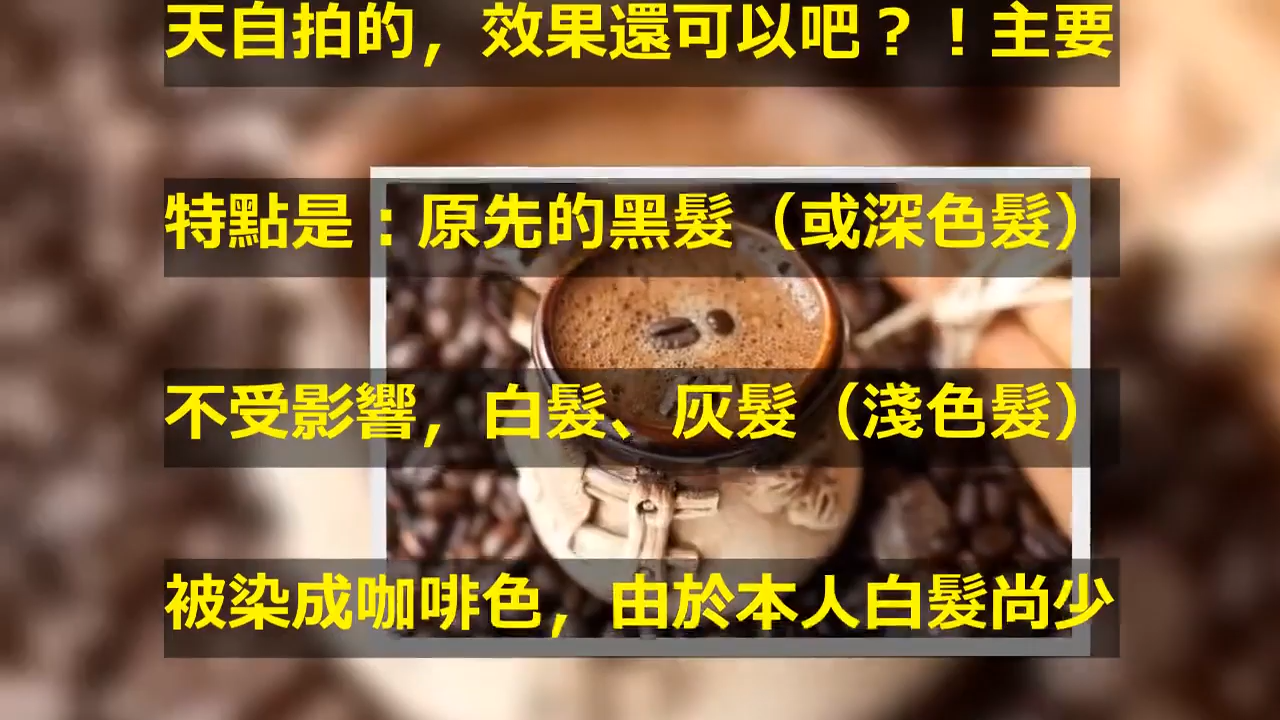 天自拍的，效果還可以吧？！主要
特點是：原先的黑髮（或深色髮）
不受影響，白髮、灰髮（淺色髮）
被染成咖啡色，由於本人白髮尚少